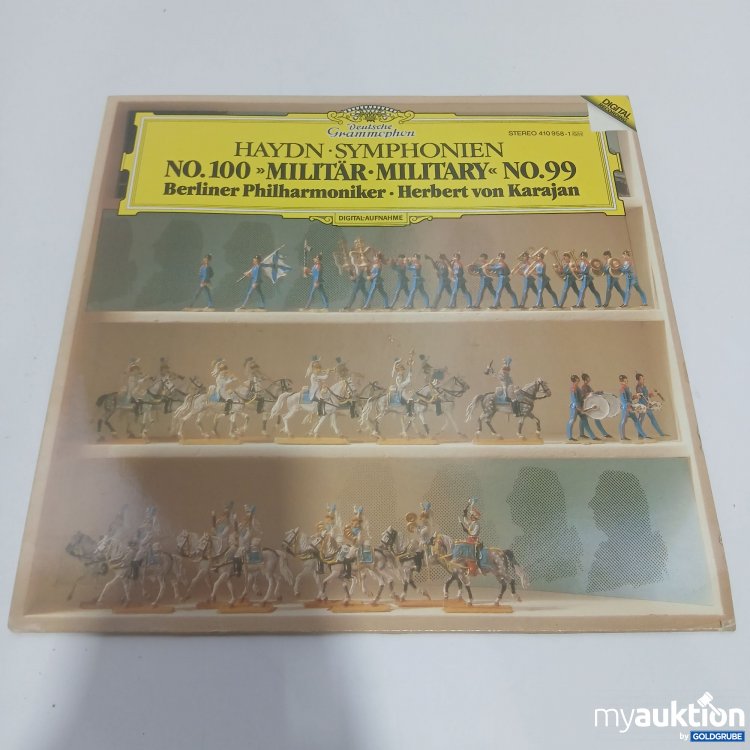 Deutsche
Grammophon
DIGITAL
STEREO 410 958-1
HAYDN · SYMPHONIEN
NO. 100 »MILITÄR · MILITARY« NO. 99
Berliner Philharmoniker · Herbert von Karajan
DIGITAL-AUFNAHME
myauktion
by GOLDGRUBE